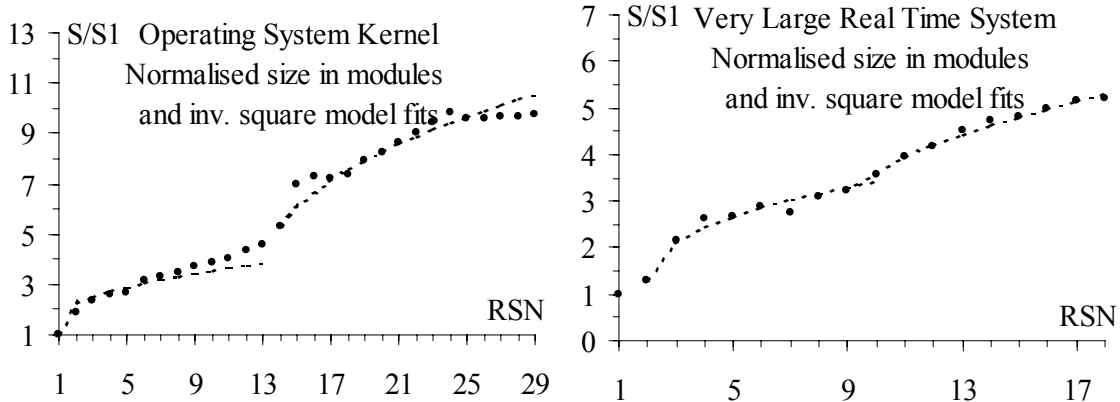 S/S1 Operating System Kernel
Normalised size in modules
and inv. square model fits
13
11
9
7
5
3
1
RSN
1 5 9 13 17 21 25 29
S/S1 Very Large Real Time System
Normalised size in modules
and inv. square model fits
7
6
5
4
3
2
1
0
RSN
1 5 9 13 17